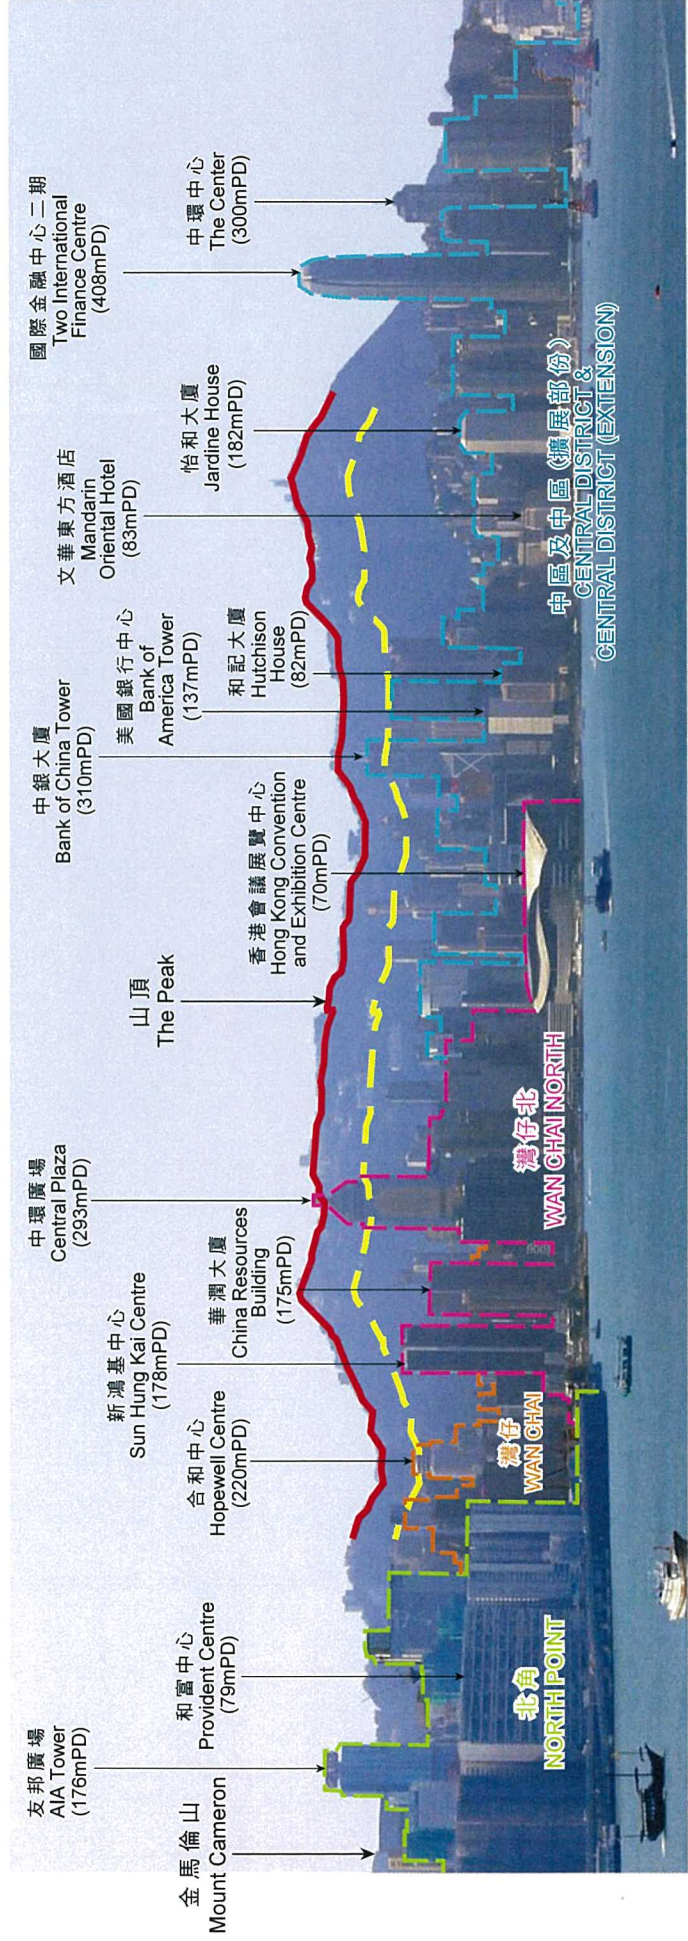 友邦廣場
AIA Tower
(176mPD)
金馬倫山
Mount Cameron
和富中心
Provident Centre
(79mPD)
合和中心
Hopewell Centre
(220mPD)
新鴻基中心
Sun Hung Kai Centre
(178mPD)
華潤大廈
China Resources
Building
(175mPD)
中環廣場
Central Plaza
(293mPD)
山頂
The Peak
香港會議展覽中心
Hong Kong Convention
and Exhibition Centre
(70mPD)
中銀大廈
Bank of China Tower
(310mPD)
美國銀行中心
Bank of
America Tower
(137mPD)
和記大廈
Hutchison
House
(82mPD)
文華東方酒店
Mandarin
Oriental Hotel
(83mPD)
怡和大廈
Jardine House
(182mPD)
國際金融中心二期
Two International
Finance Centre
(408mPD)
中環中心
The Center
(300mPD)
北角
NORTH POINT
灣仔
WAN CHAI
灣仔北
WAN CHAI NORTH
中區及中區(擴展部份)
CENTRAL DISTRICT &
CENTRAL DISTRICT (EXTENSION)